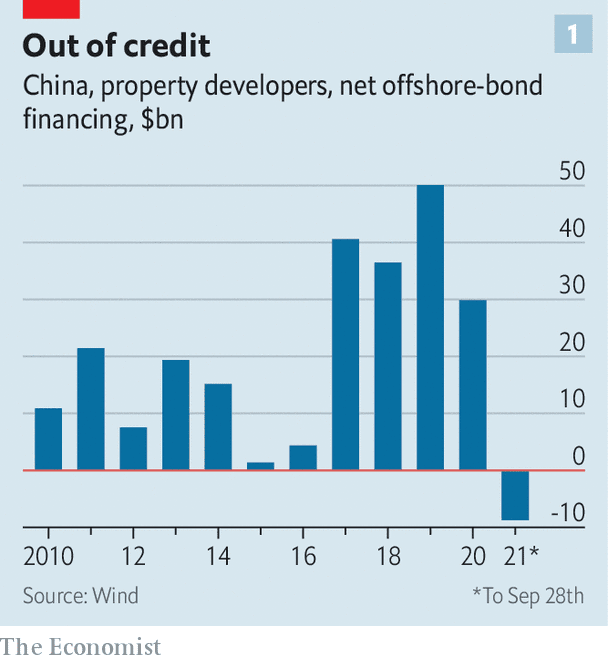 Out of credit
1
China, property developers, net offshore-bond
financing, $bn
50
40
30
20
10
0
-10
2010 12 14 16 18 20 21*
Source: Wind *To Sep 28th
The Economist